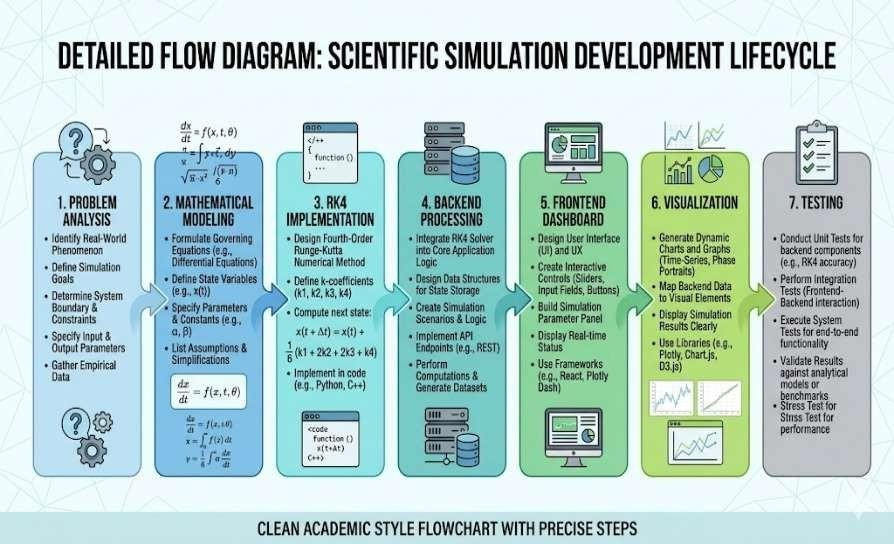 DETAILED FLOW DIAGRAM: SCIENTIFIC SIMULATION DEVELOPMENT LIFECYCLE
1. PROBLEM
ANALYSIS
• Identify Real-World
Phenomenon
• Define Simulation
Goals
• Determine System
Boundary &
Constraints
• Specify Input &
Output Parameters
• Gather Empirical
Data
dx/dt = f(x, t, θ)
2. MATHEMATICAL
MODELING
• Formulate Governing
Equations (e.g.,
Differential Equations)
• Define State Variables
(e.g., x(t))
• Specify Parameters
& Constants (e.g.,
α, β)
• List Assumptions &
Simplifications
dx/dt = f(z, t, θ)
</++
{
function ()
...
}
3. RK4
IMPLEMENTATION
• Design Fourth-Order
Runge-Kutta
Numerical Method
• Define k-coefficients
(k1, k2, k3, k4)
• Compute next state:
x(t + Δt) = x(t) +
1/6 (k1 + 2k2 + 2k3 + k4)
• Implement in code
(e.g., Python, C++)
<code
function ()
x(t+Δt)
C++>
4. BACKEND
PROCESSING
• Integrate RK4 Solver
into Core Application
Logic
• Design Data Structures
for State Storage
• Create Simulation
Scenarios & Logic
• Implement API
Endpoints (e.g., REST)
• Perform
Computations &
Generate Datasets
5. FRONTEND
DASHBOARD
• Design User Interface
(UI) and UX
• Create Interactive
Controls (Sliders,
Input Fields, Buttons)
• Build Simulation
Parameter Panel
• Display Real-time
Status
• Use Frameworks
(e.g., React, Plotly
Dash)
6. VISUALIZATION
• Generate Dynamic
Charts and Graphs
(Time-Series, Phase
Portraits)
• Map Backend Data
to Visual Elements
• Display Simulation
Results Clearly
• Use Libraries (e.g.,
Plotly, Chart.js,
D3.js)
7. TESTING
• Conduct Unit Tests for
backend components
(e.g., RK4 accuracy)
• Perform Integration
Tests (Frontend-
Backend interaction)
• Execute System
Tests for end-to-end
functionality
• Validate Results
against analytical
models or
benchmarks
• Stress Test for
Stress Test for
performance
CLEAN ACADEMIC STYLE FLOWCHART WITH PRECISE STEPS